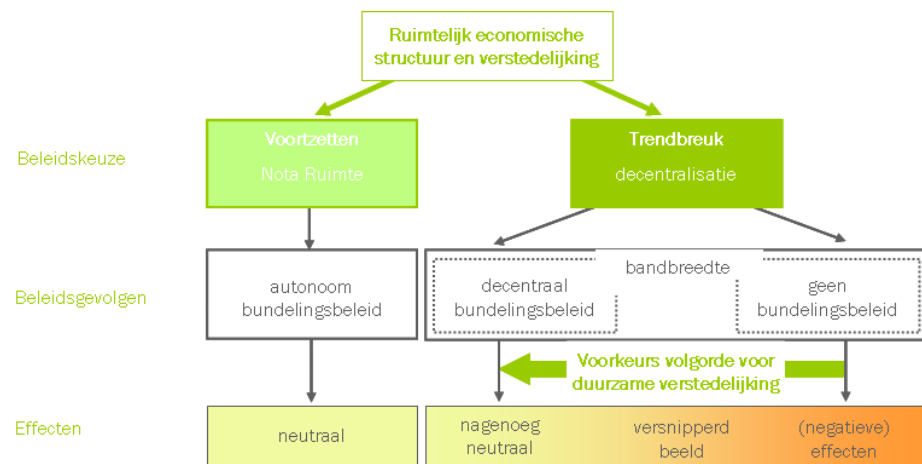 Ruimtelijk economische
structuur en verstedelijking
Beleidskeuze
Voortzetten
Nota Ruimte
Trendbreuk
decentralisatie
Beleidsgevolgen
autonoom
bundelingsbeleid
decentraal
bundelingsbeleid
bandbreedte
geen
bundelingsbeleid
Voorkeurs volgorde voor
duurzame verstedelijking
Effecten
neutraal
nagenoeg
neutraal
versnipperd
beeld
(negatieve)
effecten